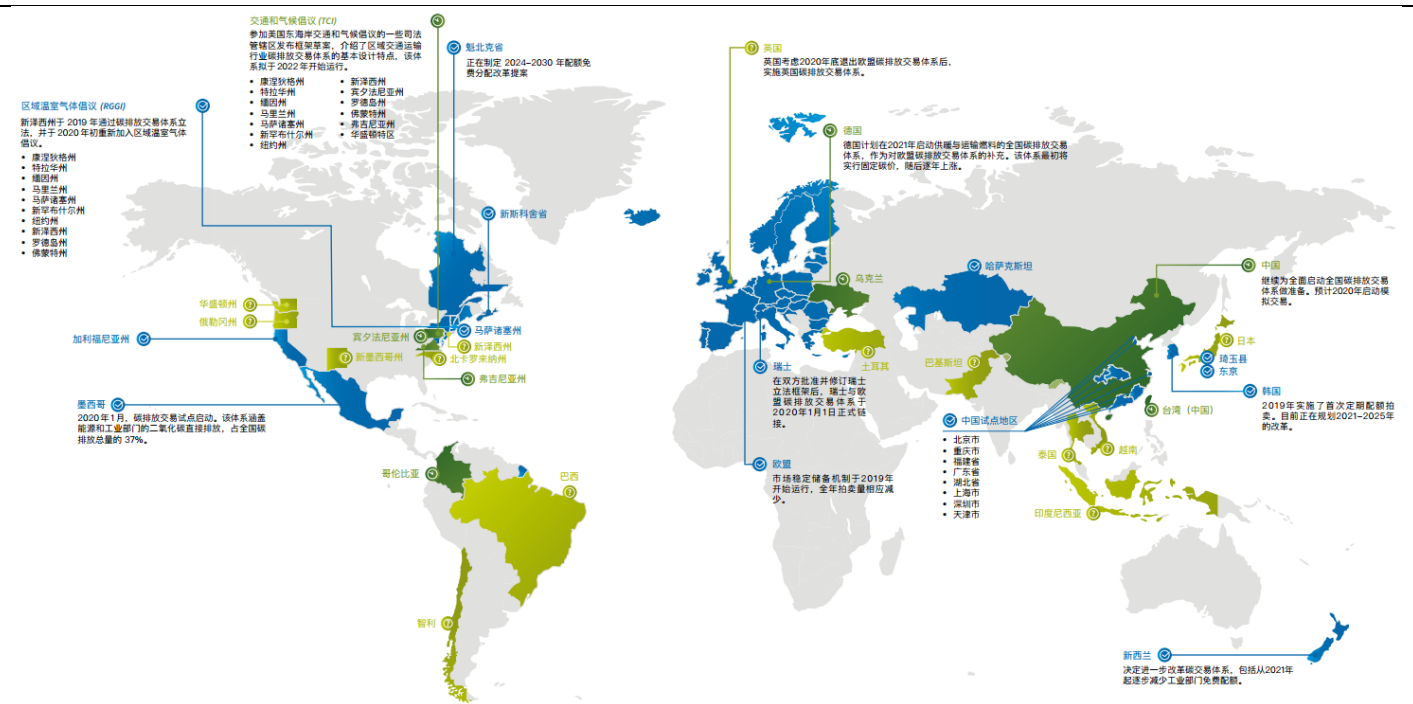 交通和气候倡议 (TCI)
参加美国东海岸交通和气候倡议的一些司法
管辖区发布框架草案，介绍了区域交通运输
行业碳排放交易体系的基本设计特点，该体
系拟于2022年开始运行。
• 康涅狄格州
• 特拉华州
• 缅因州
• 马里兰州
• 马萨诸塞州
• 新罕布什尔州
• 纽约州
• 新泽西州
• 宾夕法尼亚州
• 罗德岛州
• 佛蒙特州
• 弗吉尼亚州
• 华盛顿特区
魁北克省
正在制定 2024–2030 年配额免
费分配改革提案
区域温室气体倡议 (RGGI)
新泽西州于 2019 年通过碳排放交易体系立
法，并于 2020 年初重新加入区域温室气体
倡议。
• 康涅狄格州
• 特拉华州
• 缅因州
• 马里兰州
• 马萨诸塞州
• 新罕布什尔州
• 纽约州
• 新泽西州
• 罗德岛州
• 佛蒙特州
新斯科舍省
华盛顿州
俄勒冈州
加利福尼亚州
新墨西哥州
宾夕法尼亚州
马萨诸塞州
新泽西州
北卡罗来纳州
弗吉尼亚州
墨西哥
2020 年1月，碳排放交易试点启动。该体系涵盖
能源和工业部门的二氧化碳直接排放，占全国碳
排放总量的 37%。
哥伦比亚
巴西
智利
英国
英国考虑2020年底退出欧盟碳排放交易体系后，
实施英国碳排放交易体系。
德国
德国计划在2021年启动供暖与运输燃料的全国碳排放交易
体系，作为对欧盟碳排放交易体系的补充。该体系最初将
实行固定碳价，随后逐年上涨。
乌克兰
土耳其
瑞士
在双方批准并修订瑞士
立法框架后，瑞士与欧
盟碳排放交易体系于
2020年1月1日正式链
接。
欧盟
市场稳定储备机制于2019年
开始运行，全年拍卖量相应减
少。
哈萨克斯坦
巴基斯坦
中国
继续为全面启动全国碳排放交易
体系做准备。预计2020年启动模
拟交易。
日本
琦玉县
东京
韩国
2019年实施了首次定期配额拍
卖。目前正在规划2021–2025年
的改革。
中国试点地区
• 北京市
• 重庆市
• 福建省
• 广东省
• 湖北省
• 上海市
• 深圳市
• 天津市
台湾（中国）
泰国
越南
印度尼西亚
新西兰
决定进一步改革碳交易体系，包括从2021年
起逐步减少工业部门免费配额。